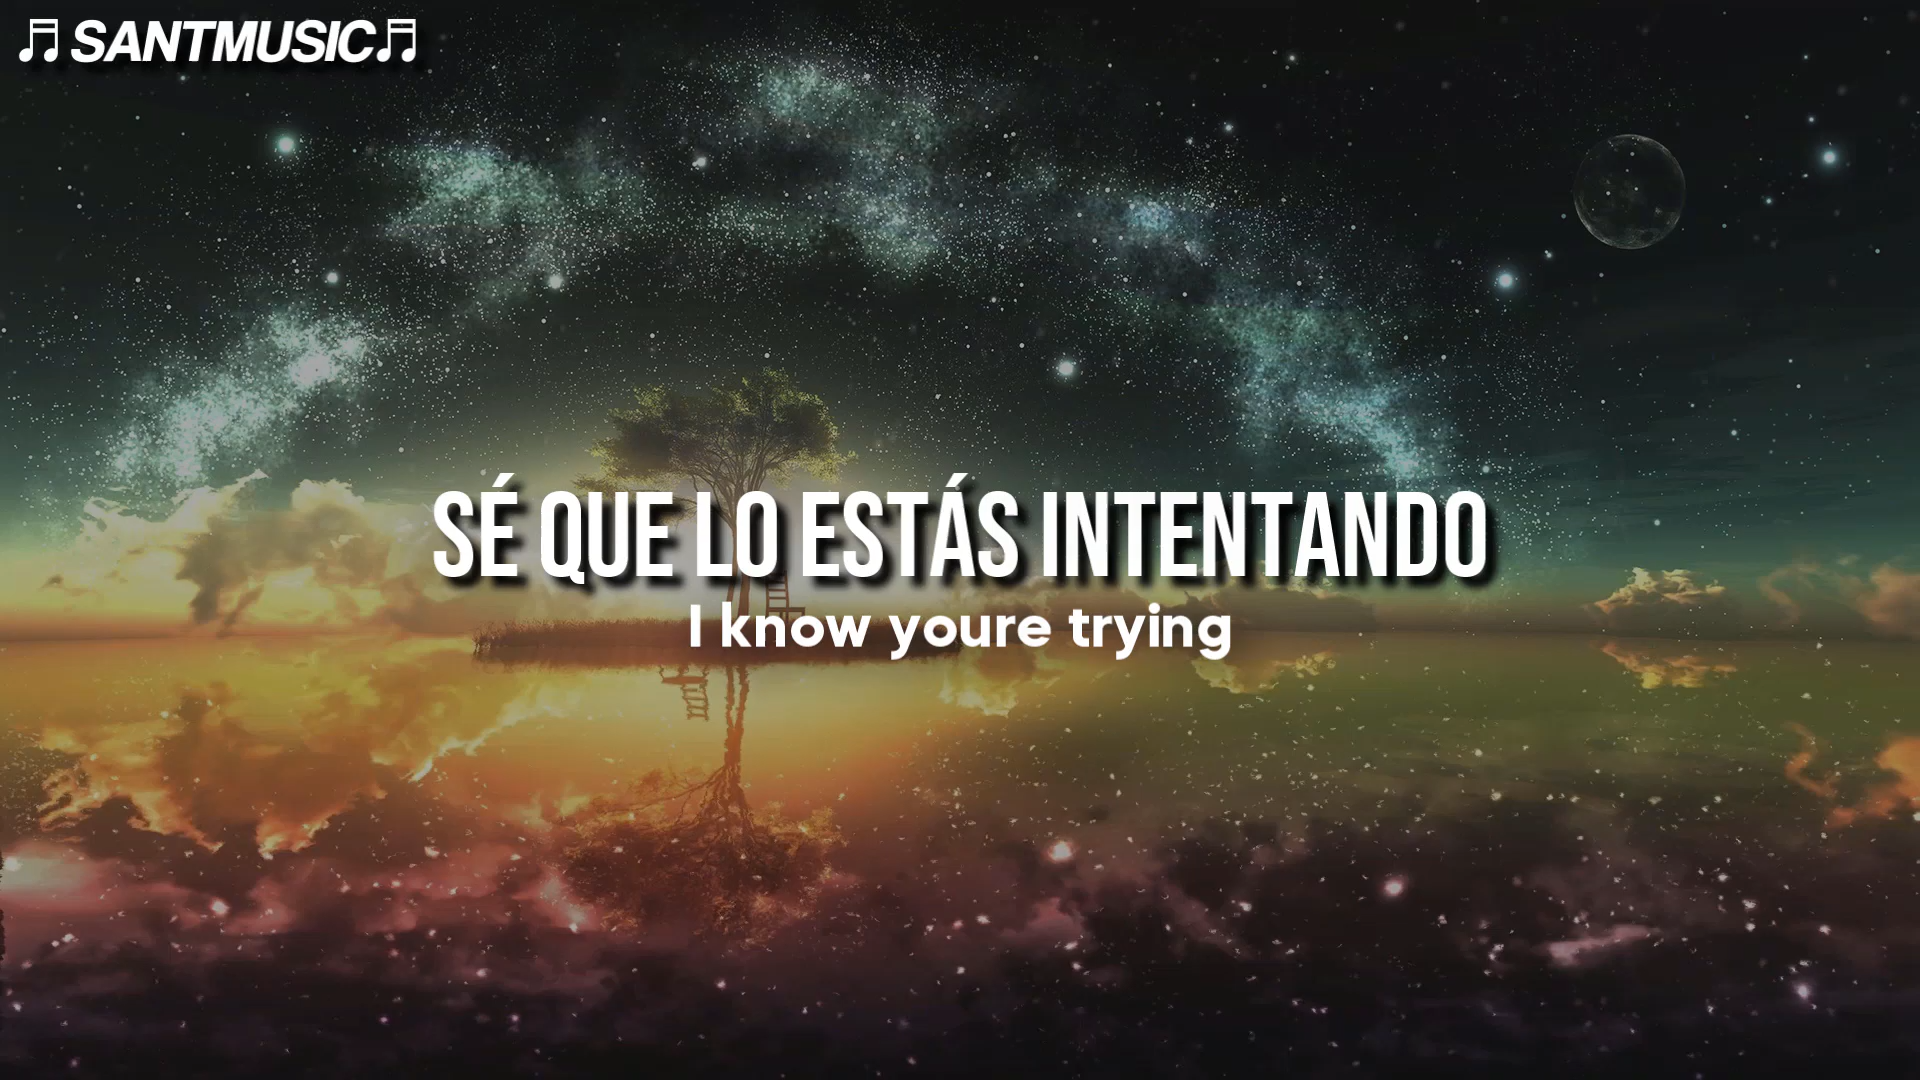 ♫SANTMUSIC♫
SÉ QUE LO ESTÁS INTENTANDO
I know youre trying